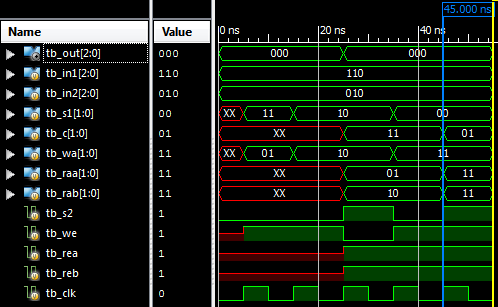 45.000 ns
Name Value 0 ns 20 ns 40 ns
tb_out[2:0] 000 000 000
tb_in1[2:0] 110 110
tb_in2[2:0] 010 010
tb_s1[1:0] 00 XX 11 10 00
tb_c[1:0] 01 XX 11 01
tb_wa[1:0] 11 XX 01 10 11
tb_raa[1:0] 11 XX 01 11
tb_rab[1:0] 11 XX 10 11
tb_s2 1
tb_we 1
tb_rea 1
tb_reb 1
tb_clk 0